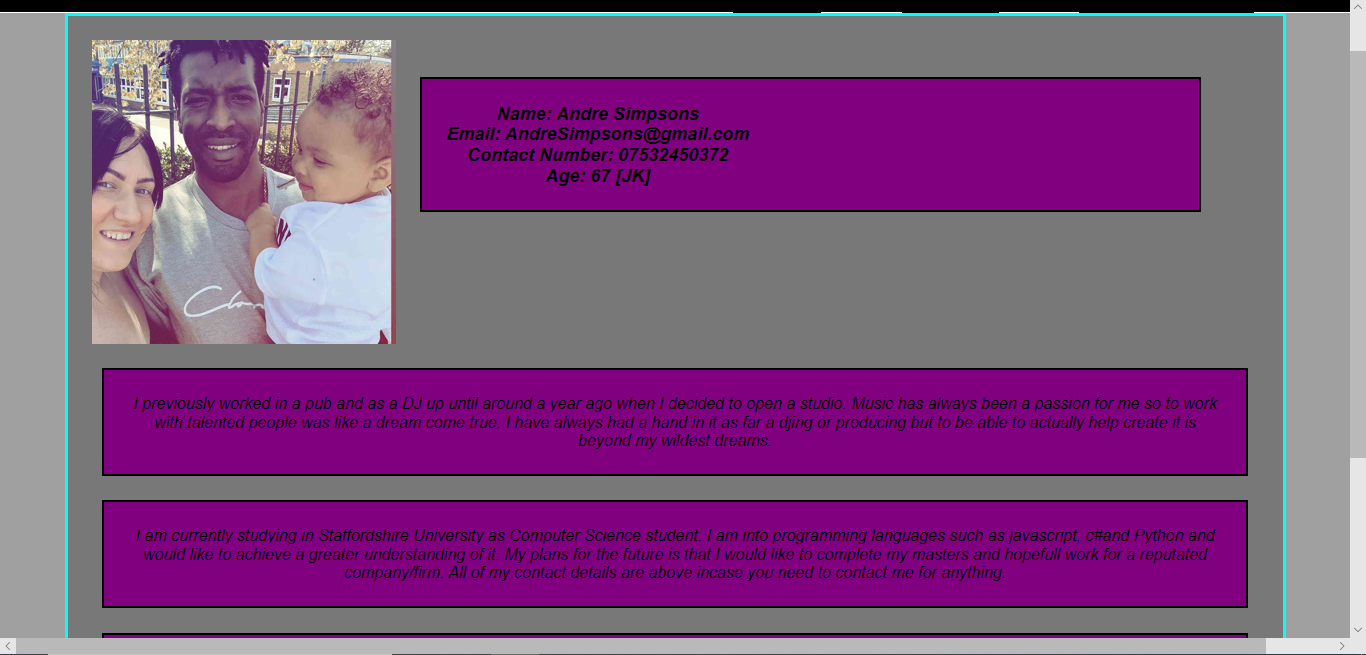 Name: Andre Simpsons
Email: AndreSimpsons@gmail.com
Contact Number: 07532450372
Age: 67 [JK]
I previously worked in a pub and as a DJ up until around a year ago when I decided to open a studio. Music has always been a passion for me so to work
with talented people was like a dream come true. I have always had a hand in it as far a djing or producing but to be able to actually help create it is
beyond my wildest dreams.
I am currently studying in Staffordshire University as Computer Science student. I am into programming languages such as javascript, c#and Python and
would like to achieve a greater understanding of it. My plans for the future is that I would like to complete my masters and hopefull work for a reputated
company/firm. All of my contact details are above incase you need to contact me for anything.